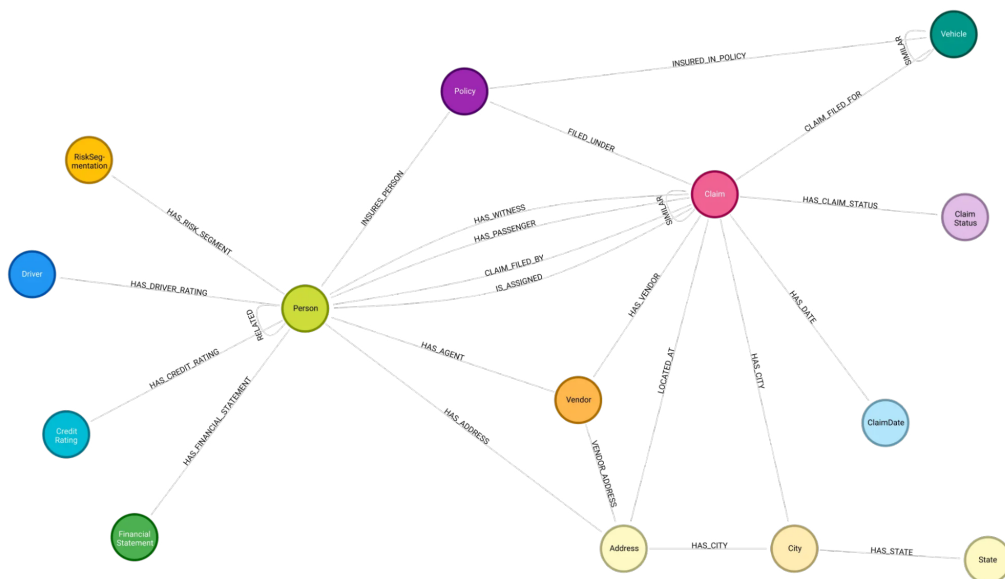 Vehicle
SIMILAR
INSURED_IN_POLICY
Policy
CLAIM_FILED_FOR
FILED_UNDER
RiskSeg-
mentation
INSURES_PERSON
Claim
HAS_CLAIM_STATUS
Claim
Status
HAS_RISK_SEGMENT
HAS_WITNESS
SIMILAR
HAS_PASSENGER
CLAIM_FILED_BY
IS_ASSIGNED
Driver
HAS_DRIVER_RATING
Person
RELATED
HAS_VENDOR
HAS_DATE
HAS_CREDIT_RATING
HAS_AGENT
LOCATED_AT
HAS_CITY
HAS_FINANCIAL_STATEMENT
HAS_ADDRESS
Vendor
ClaimDate
Credit
Rating
VENDOR_ADDRESS
Financial
Statement
Address
HAS_CITY
City
HAS_STATE
State